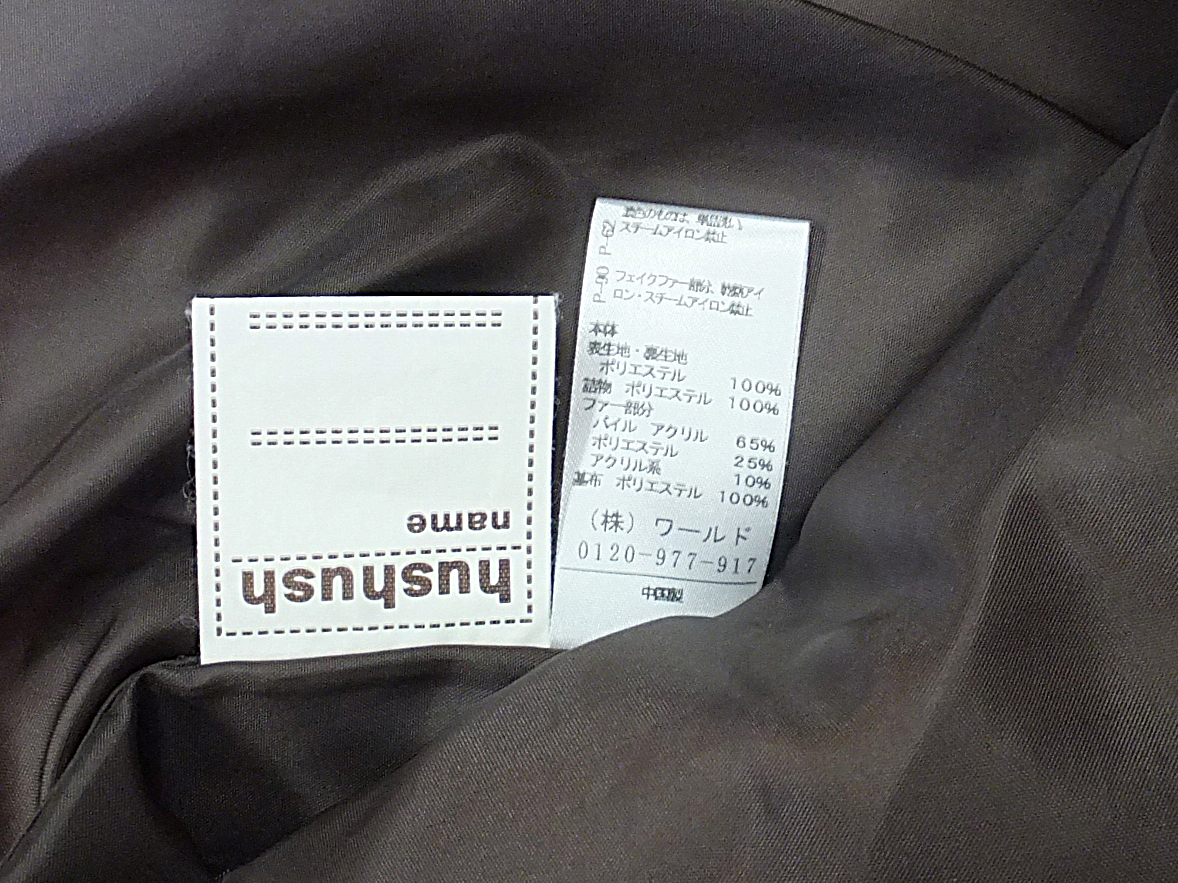 name
hushush
濃色のものは、単品洗い
スチームアイロン禁止
フェイクファー部分、乾燥アイ
ロン・スチームアイロン禁止
本体
表生地・裏生地
ポリエステル 100%
詰物 ポリエステル 100%
ファー部分
パイル アクリル 65%
ポリエステル 25%
アクリル系 10%
基布 ポリエステル 100%
(株) ワールド
0120-977-917
中国製